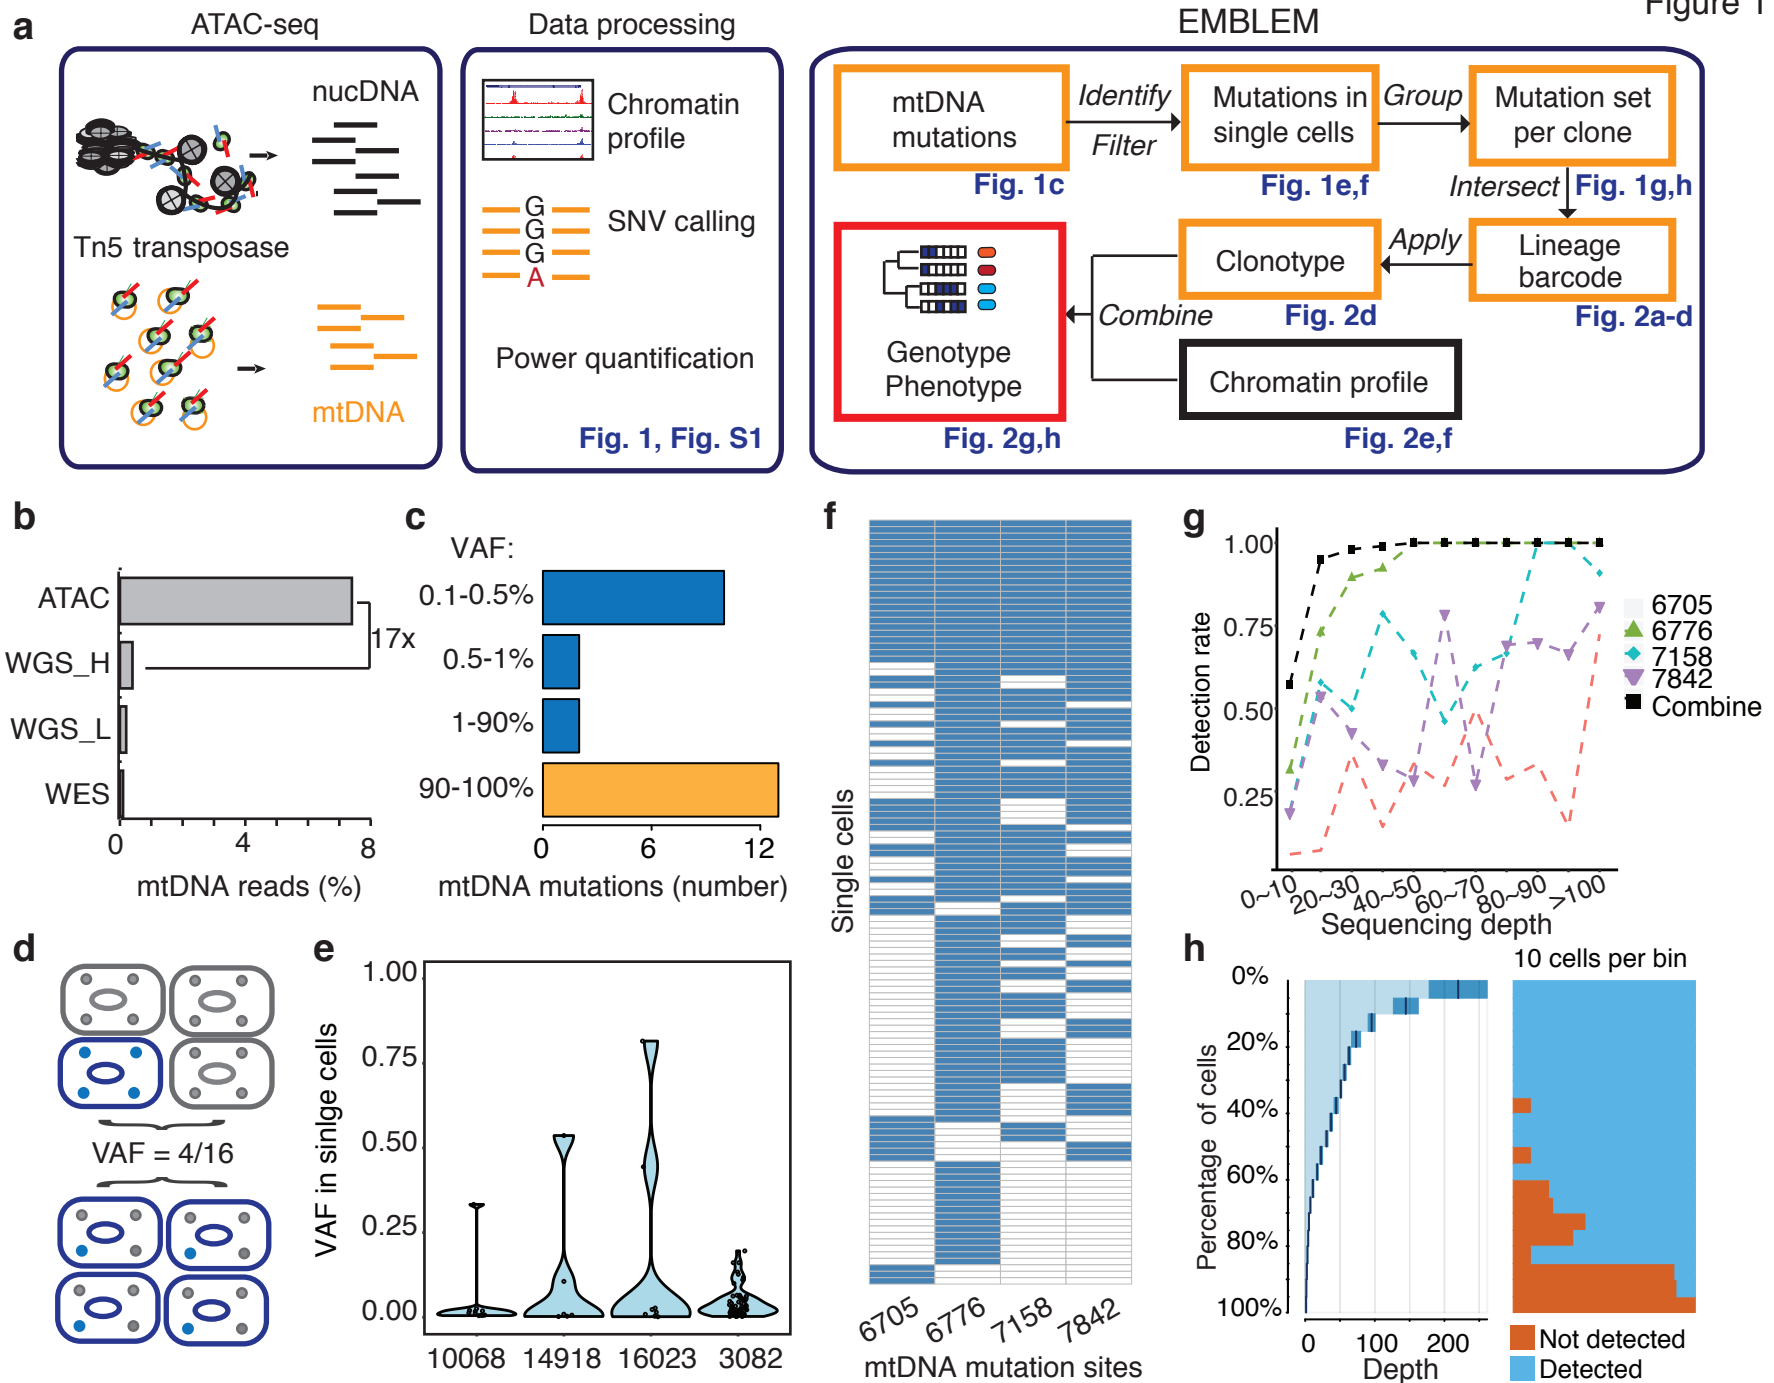 Figure 1
a
ATAC-seq
Data processing
EMBLEM
nucDNA
Tn5 transposase
mtDNA
Chromatin
profile
G
G
G
A
SNV calling
Power quantification
Fig. 1, Fig. S1
mtDNA
mutations
Fig. 1c
Identify
Filter
Mutations in
single cells
Fig. 1e,f
Group
Mutation set
per clone
Fig. 1g,h
Intersect
Lineage
barcode
Fig. 2a-d
Apply
Clonotype
Fig. 2d
Combine
Chromatin profile
Fig. 2e,f
Genotype
Phenotype
Fig. 2g,h
b
ATAC
WGS_H
WGS_L
WES
17x
0
4
8
mtDNA reads (%)
c
VAF:
0.1-0.5%
0.5-1%
1-90%
90-100%
0
6
12
mtDNA mutations (number)
d
VAF = 4/16
e
VAF in sinlge cells
1.00
0.75
0.50
0.25
0.00
10068
14918
16023
3082
f
Single cells
6705
6776
7158
7842
mtDNA mutation sites
g
Detection rate
1.00
0.75
0.50
0.25
0~10
20~30
40~50
60~70
80~90
>100
Sequencing depth
6705
6776
7158
7842
Combine
h
10 cells per bin
Percentage of cells
0%
20%
40%
60%
80%
100%
0
100
200
Depth
Not detected
Detected